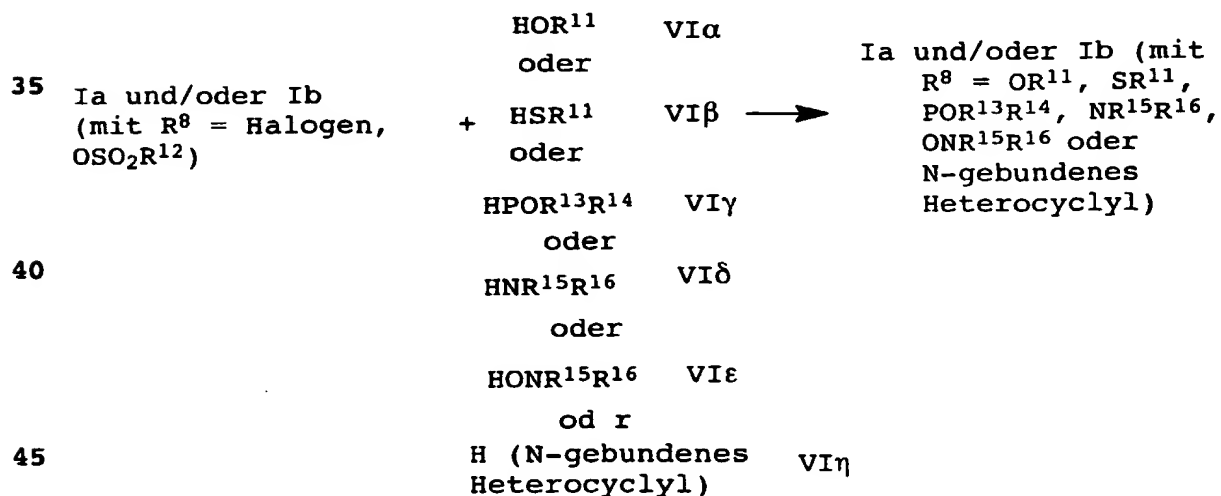 HOR¹¹ VIα
oder
35 Ia und/oder Ib (mit R⁸ = Halogen, OSO₂R¹²)
+ HSR¹¹ VIβ ⟶
oder
HPOR¹³R¹⁴ VIγ
oder
40 HNR¹⁵R¹⁶ VIδ
oder
HONR¹⁵R¹⁶ VIε
od r
45 H (N-gebundenes VIη
Heterocyclyl)
Ia und/oder Ib (mit
R⁸ = OR¹¹, SR¹¹,
POR¹³R¹⁴, NR¹⁵R¹⁶,
ONR¹⁵R¹⁶ oder
N-gebundenes
Heterocyclyl)